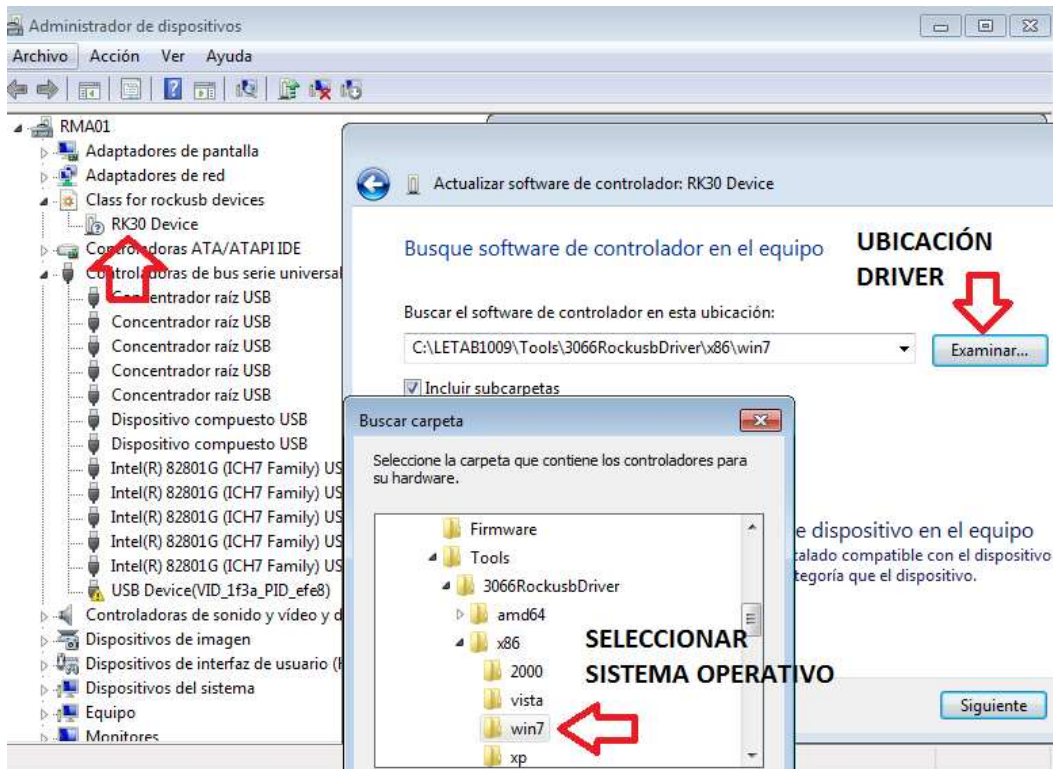 Administrador de dispositivos
Archivo Acción Ver Ayuda
RMA01
Adaptadores de pantalla
Adaptadores de red
Class for rockusb devices
RK30 Device
Controladoras ATA/ATAPI IDE
Controladoras de bus serie universal
Concentrador raíz USB
Concentrador raíz USB
Concentrador raíz USB
Concentrador raíz USB
Concentrador raíz USB
Dispositivo compuesto USB
Dispositivo compuesto USB
Intel(R) 82801G (ICH7 Family) US
Intel(R) 82801G (ICH7 Family) US
Intel(R) 82801G (ICH7 Family) US
Intel(R) 82801G (ICH7 Family) US
Intel(R) 82801G (ICH7 Family) US
USB Device(VID_1f3a_PID_efe8)
Controladoras de sonido y vídeo y d
Dispositivos de imagen
Dispositivos de interfaz de usuario (
Dispositivos del sistema
Equipo
Monitores
Actualizar software de controlador: RK30 Device
Busque software de controlador en el equipo
UBICACIÓN
DRIVER
Buscar el software de controlador en esta ubicación:
C:\LETAB1009\Tools\3066RockusbDriver\x86\win7
Examinar...
Incluir subcarpetas
e dispositivo en el equipo
talado compatible con el dispositivo
tegoría que el dispositivo.
Siguiente
Buscar carpeta
Seleccione la carpeta que contiene los controladores para
su hardware.
Firmware
Tools
3066RockusbDriver
amd64
x86
2000
vista
win7
xp
SELECCIONAR
SISTEMA OPERATIVO